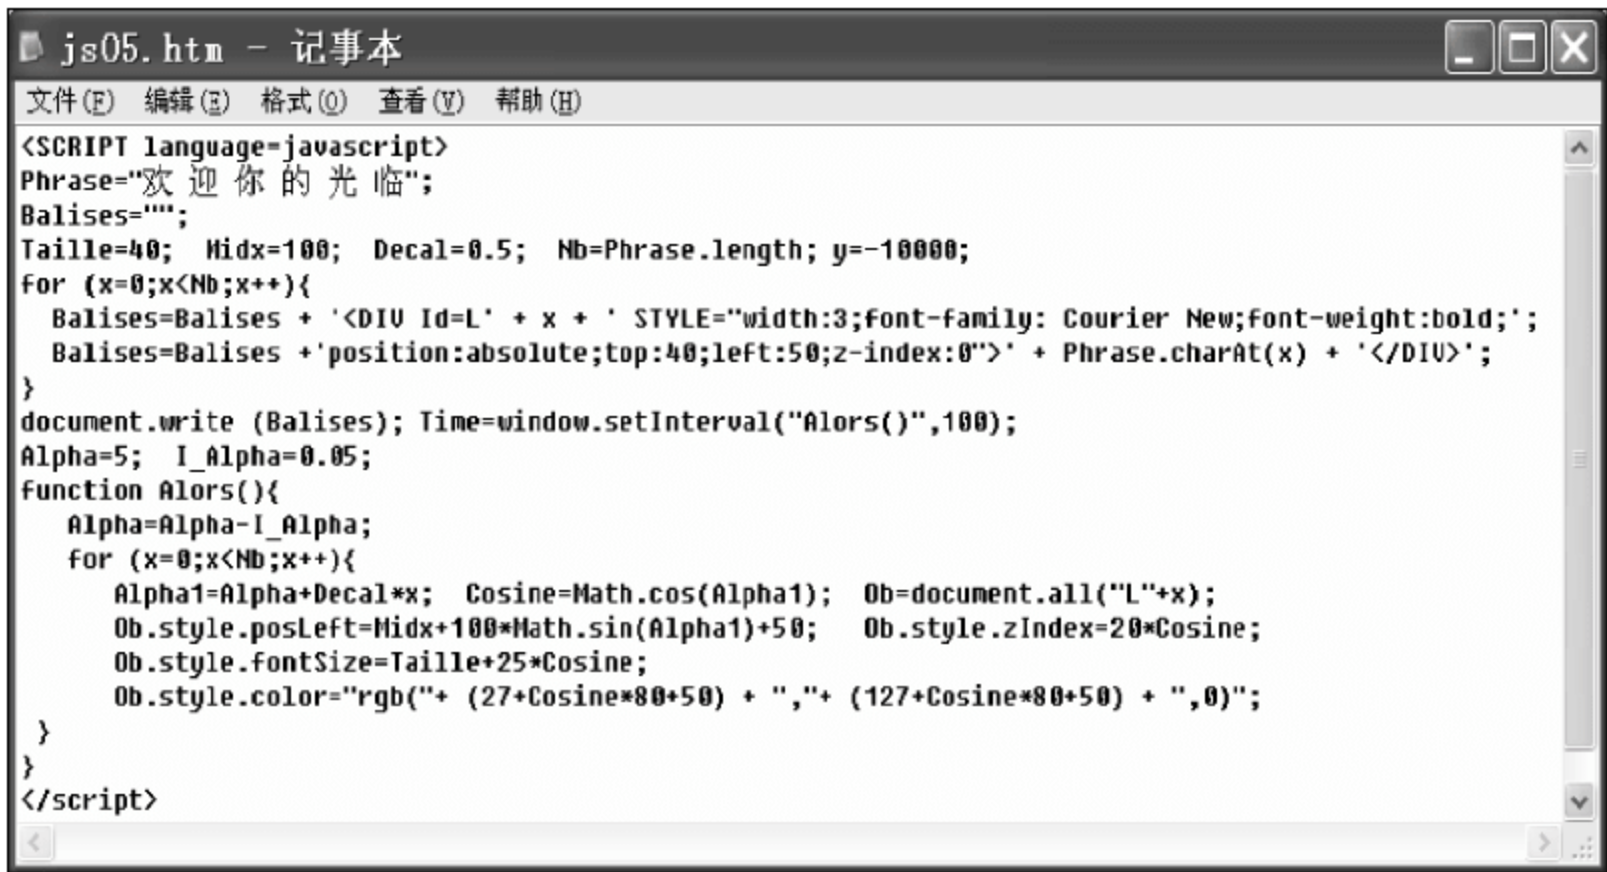 js05.htm - 记事本
文件(F) 编辑(E) 格式(O) 查看(V) 帮助(H)
<SCRIPT language=javascript>
Phrase="欢 迎 你 的 光 临";
Balises="";
Taille=40;  Midx=100;  Decal=0.5;  Nb=Phrase.length; y=-10000;
for (x=0;x<Nb;x++){
  Balises=Balises + '<DIV Id=L' + x + ' STYLE="width:3;font-family: Courier New;font-weight:bold;';
  Balises=Balises +'position:absolute;top:40;left:50;z-index:0">' + Phrase.charAt(x) + '</DIV>';
}
document.write (Balises); Time=window.setInterval("Alors()",100);
Alpha=5;  I_Alpha=0.05;
function Alors(){
   Alpha=Alpha-I_Alpha;
   for (x=0;x<Nb;x++){
      Alpha1=Alpha+Decal*x;  Cosine=Math.cos(Alpha1);  Ob=document.all("L"+x);
      Ob.style.posLeft=Midx+100*Math.sin(Alpha1)+50;   Ob.style.zIndex=20*Cosine;
      Ob.style.fontSize=Taille+25*Cosine;
      Ob.style.color="rgb("+ (27+Cosine*80+50) + ","+ (127+Cosine*80+50) + ",0)";
 }
}
</script>